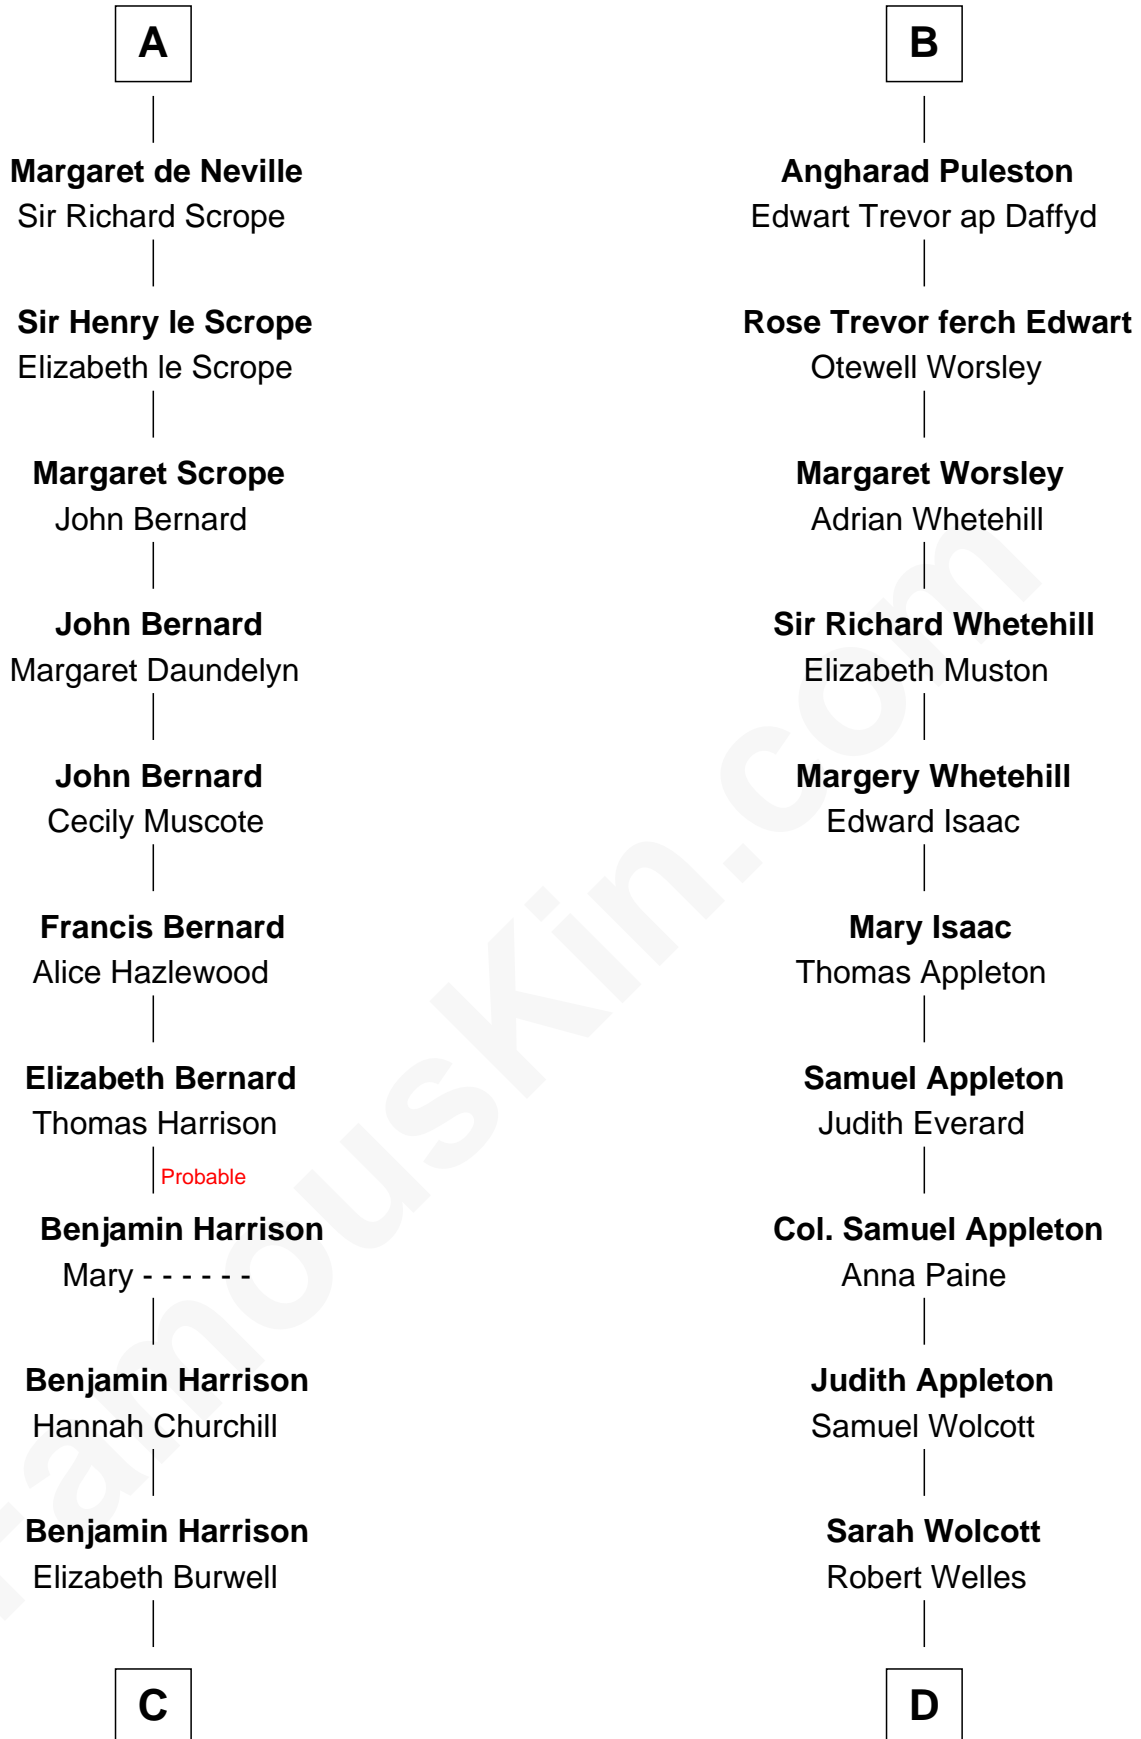 A
Margaret de Neville
Sir Richard Scrope
Sir Henry le Scrope
Elizabeth le Scrope
Margaret Scrope
John Bernard
John Bernard
Margaret Daundelyn
John Bernard
Cecily Muscote
Francis Bernard
Alice Hazlewood
Elizabeth Bernard
Thomas Harrison
Probable
Benjamin Harrison
Mary - - - - - -
Benjamin Harrison
Hannah Churchill
Benjamin Harrison
Elizabeth Burwell
C
B
Angharad Puleston
Edwart Trevor ap Daffyd
Rose Trevor ferch Edwart
Otewell Worsley
Margaret Worsley
Adrian Whetehill
Sir Richard Whetehill
Elizabeth Muston
Margery Whetehill
Edward Isaac
Mary Isaac
Thomas Appleton
Samuel Appleton
Judith Everard
Col. Samuel Appleton
Anna Paine
Judith Appleton
Samuel Wolcott
Sarah Wolcott
Robert Welles
D
FamousKin.com